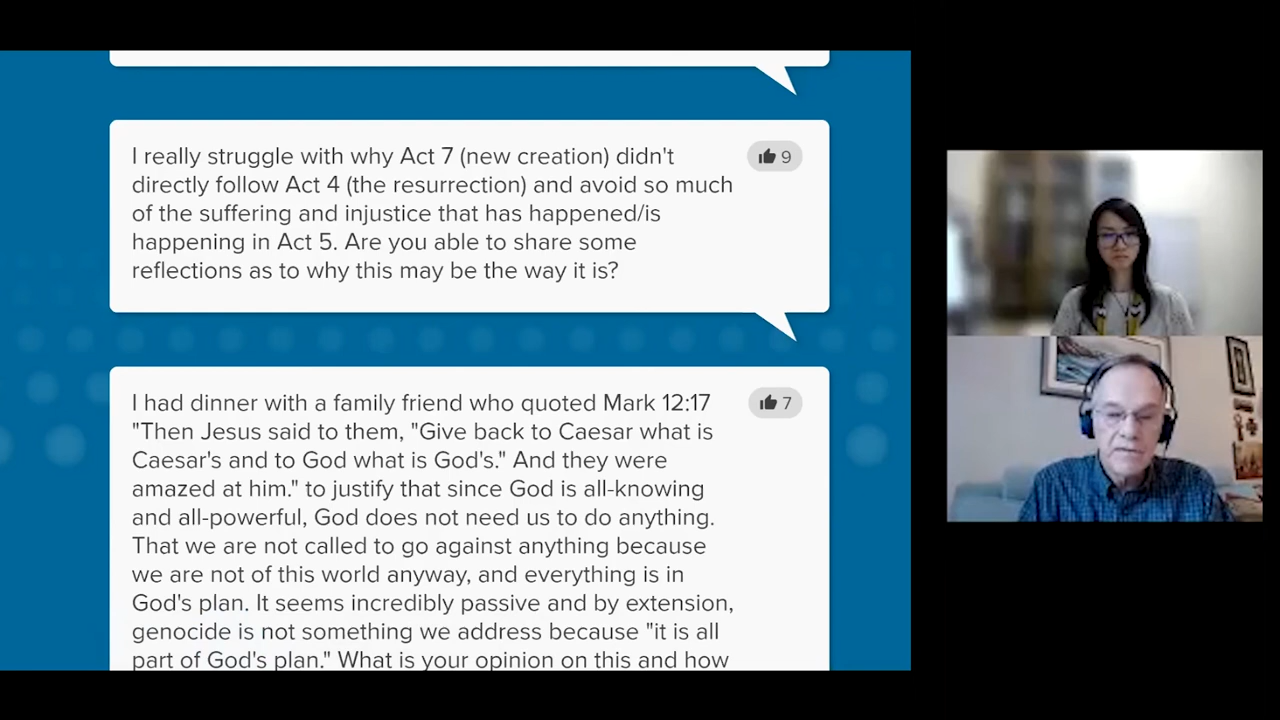 I really struggle with why Act 7 (new creation) didn't
directly follow Act 4 (the resurrection) and avoid so much
of the suffering and injustice that has happened/is
happening in Act 5. Are you able to share some
reflections as to why this may be the way it is?
9
I had dinner with a family friend who quoted Mark 12:17
"Then Jesus said to them, "Give back to Caesar what is
Caesar's and to God what is God's." And they were
amazed at him." to justify that since God is all-knowing
and all-powerful, God does not need us to do anything.
That we are not called to go against anything because
we are not of this world anyway, and everything is in
God's plan. It seems incredibly passive and by extension,
genocide is not something we address because "it is all
part of God's plan." What is your opinion on this and how
7